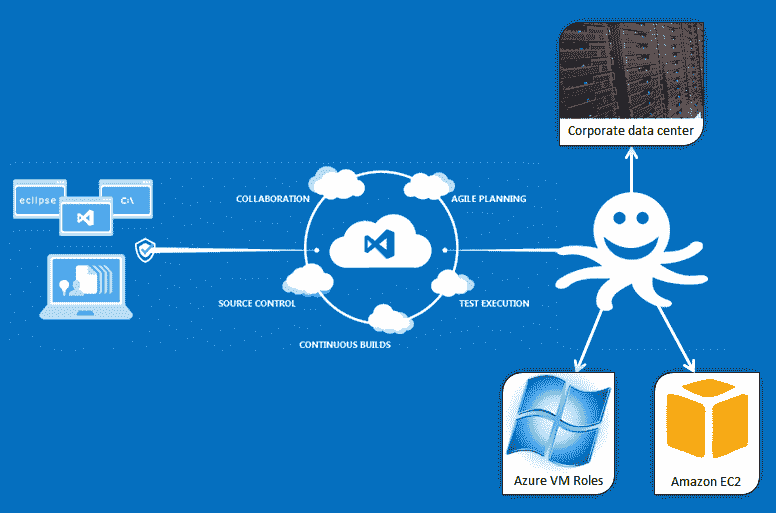 Corporate data center
eclipse
C:\
COLLABORATION
AGILE PLANNING
SOURCE CONTROL
TEST EXECUTION
CONTINUOUS BUILDS
Azure VM Roles
Amazon EC2